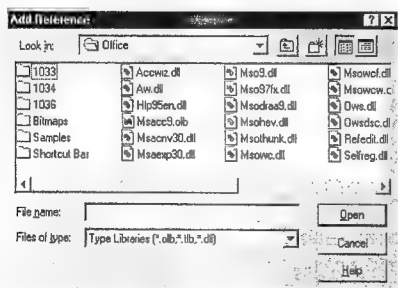 Add Reference
Look in: Office
1033
1034
1036
Bitmaps
Samples
Shortcut Bar
Accwiz.dll
Aw.dll
Hlp95en.dll
Msacc9.olb
Msacnv30.dll
Msaexp30.dll
Mso9.dll
Mso97fx.dll
Msodraa9.dll
Msohev.dll
Msothunk.dll
Msowc.dll
Msowcf.dll
Msowcw.c
Ows.dll
Owsdsc.dll
Refedit.dll
Selfreg.dll
File name:
Open
Files of type: Type Libraries (*.olb,*.tlb,*.dll)
Cancel
Help